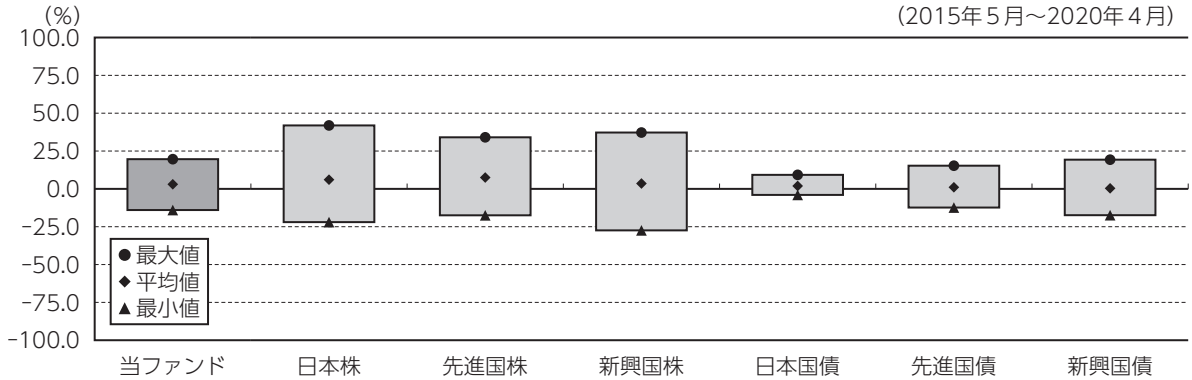 (%)
(2015年5月～2020年4月)
100.0
75.0
50.0
25.0
0.0
-25.0
-50.0
-75.0
-100.0
●最大値
◆平均値
▲最小値
当ファンド 日本株 先進国株 新興国株 日本国債 先進国債 新興国債